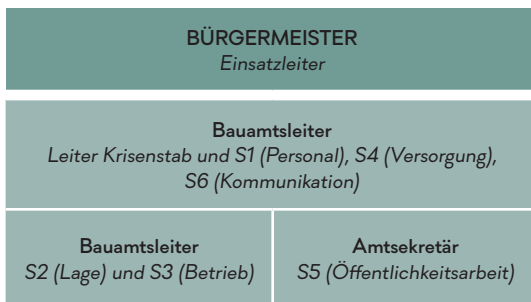 BÜRGERMEISTER
Einsatzleiter
Bauamtsleiter
Leiter Krisenstab und S1 (Personal), S4 (Versorgung),
S6 (Kommunikation)
Bauamtsleiter
S2 (Lage) und S3 (Betrieb)
Amtsekretär
S5 (Öffentlichkeitsarbeit)